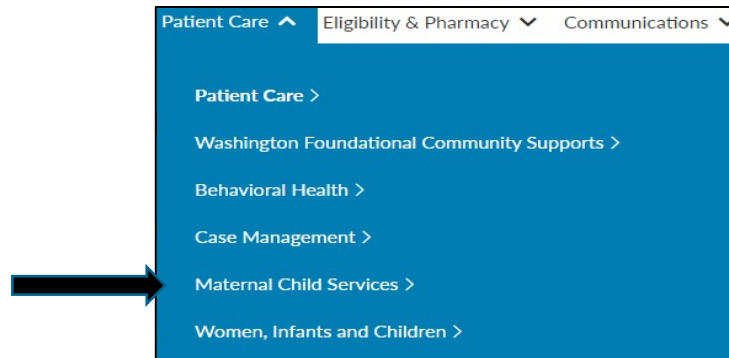 Patient Care Eligibility & Pharmacy Communications
Patient Care >
Washington Foundational Community Supports >
Behavioral Health >
Case Management >
Maternal Child Services >
Women, Infants and Children >